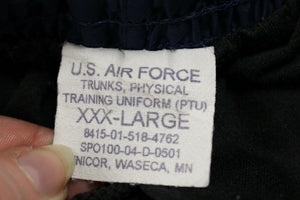 U.S. AIR FORCE
TRUNKS, PHYSICAL
TRAINING UNIFORM (PTU)
XXX-LARGE
8415-01-518-4762
SPO100-04-D-0501
UNICOR, WASECA, MN